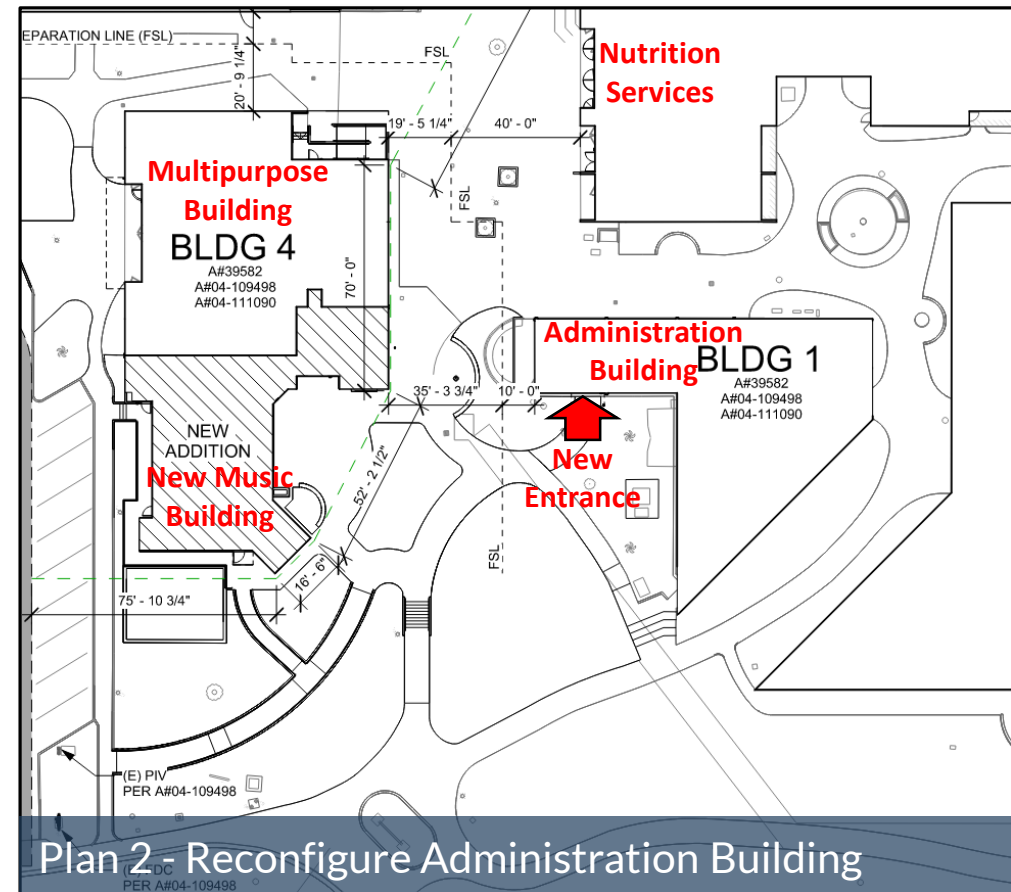 EPARATION LINE (FSL)
FSL
Nutrition
Services
20' - 9 1/4"
19' - 5 1/4"
40' - 0"
Multipurpose
Building
BLDG 4
A#39582
A#04-109498
A#04-111090
FSL
70' - 0"
Administration
Building
BLDG 1
A#39582
A#04-109498
A#04-111090
35' - 3 3/4"
10' - 0"
NEW
ADDITION
New Music
Building
New
Entrance
52' - 2 1/2"
FSL
16' - 6"
75' - 10 3/4"
(E) PIV
PER A#04-109498
Plan 2 - Reconfigure Administration Building
FDC
PER A#04-109498